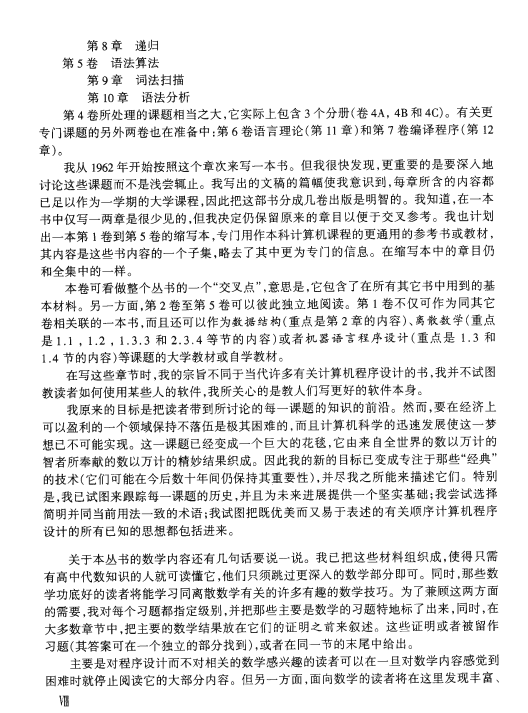 第8章 递归
第5卷 语法算法
第9章 词法扫描
第10章 语法分析
第4卷所处理的课题相当之大,它实际上包含3个分册(卷4A, 4B和4C)。有关更
专门课题的另外两卷也在准备中:第6卷语言理论(第11章)和第7卷编译程序(第12
章)。
我从1962年开始按照这个章次来写一本书。但我很快发现,更重要的是要深入地
讨论这些课题而不是浅尝辄止。我写出的文稿的篇幅使我意识到,每章所含的内容都
已足以作为一学期的大学课程,因此把这部书分成几卷出版是明智的。我知道,在一本
书中仅写一两章是很少见的,但我决定仍保留原来的章目以便于交叉参考。我也计划
出一本第1卷到第5卷的缩写本,专门用作本科计算机课程的更通用的参考书或教材,
其内容是这些书内容的一个子集,略去了其中更为专门的信息。在缩写本中的章目仍
和全集中的一样。
本卷可看做整个丛书的一个“交叉点”,意思是,它包含了在所有其它书中用到的基
本材料。另一方面,第2卷至第5卷可以彼此独立地阅读。第1卷不仅可作为同其它
卷相关联的一本书,而且还可以作为数据结构(重点是第2章的内容)、离散数学(重点
是1.1 , 1.2 , 1.3.3 和 2.3.4 等节的内容)或者机器语言程序设计(重点是 1.3 和
1.4 节的内容)等课题的大学教材或自学教材。
在写这些章节时,我的宗旨不同于当代许多有关计算机程序设计的书,我并不试图
教读者如何使用某些人的软件,我所关心的是教人们写更好的软件本身。
我原来的目标是把读者带到所讨论的每一课题的知识的前沿。然而,要在经济上
可以盈利的一个领域保持不落伍是极其困难的,而且计算机科学的迅速发展使这一梦
想已不可能实现。这一课题已经变成一个巨大的花毯,它由来自全世界的数以万计的
智者所奉献的数以万计的精妙结果织成。因此我的新的目标已变成专注于那些“经典”
的技术(它们可能在今后数十年间仍保持其重要性),并尽我之所能来描述它们。特别
是,我已试图来跟踪每一课题的历史,并且为未来进展提供一个坚实基础;我尝试选择
简明并同当前用法一致的术语;我试图把既优美而又易于表述的有关顺序计算机程序
设计的所有已知的思想都包括进来。
关于本丛书的数学内容还有几句话要说一说。我已把这些材料组织成,使得只需
有高中代数知识的人就可读懂它,他们只须跳过更深入的数学部分即可。同时,那些数
学功底好的读者将能学习同离散数学有关的许多有趣的数学技巧。为了兼顾这两方面
的需要,我对每个习题都指定级别,并把那些主要是数学的习题特地标了出来,同时,在
大多数章节中,把主要的数学结果放在它们的证明之前来叙述。这些证明或者被留作
习题(其答案可在一个独立的部分找到),或者在同一节的末尾中给出。
主要是对程序设计而不对相关的数学感兴趣的读者可以在一旦对数学内容感觉到
困难时就停止阅读它的大部分内容。但另一方面,面向数学的读者将在这里发现丰富、
Ⅷ